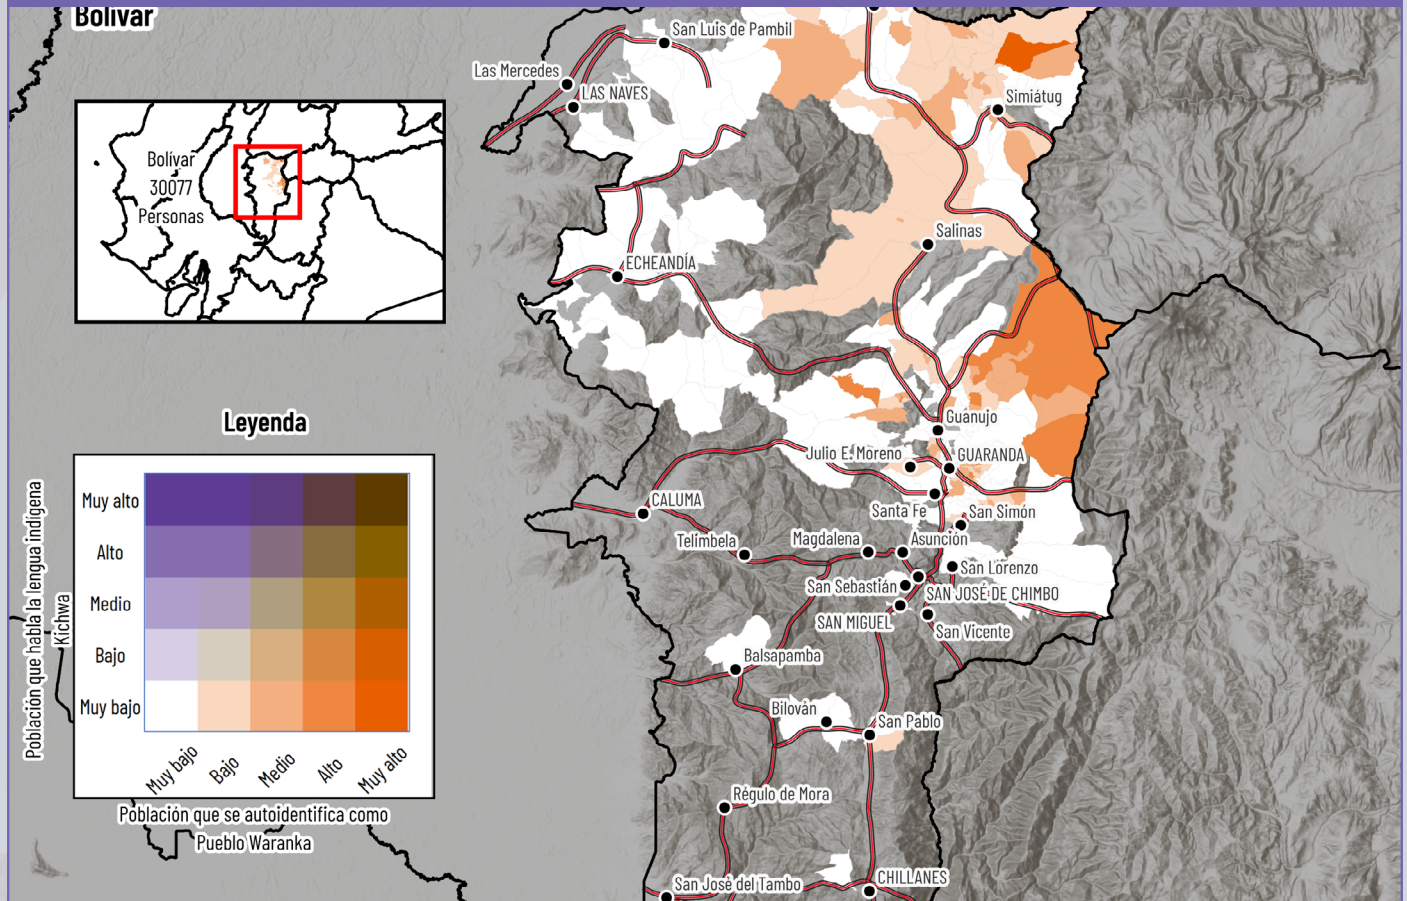 Bolívar
San Luis de Pambil
Las Mercedes
LAS NAVES
Simiátug
Bolívar
30077
Personas
Salinas
ECHEANDÍA
Leyenda
Guanujo
Julio E. Moreno
GUARANDA
CALUMA
Santa Fe
San Simón
Telimbela
Magdalena
Asunción
San Lorenzo
San Sebastián
SAN JOSÉ DE CHIMBO
SAN MIGUEL
San Vicente
Balsapamba
Bilován
San Pablo
Régulo de Mora
San José del Tambo
CHILLANES
Población que habla la lengua indígena
Kichwa
Muy alto
Alto
Medio
Bajo
Muy bajo
Muy bajo
Bajo
Medio
Alto
Muy alto
Población que se autoidentifica como
Pueblo Waranka